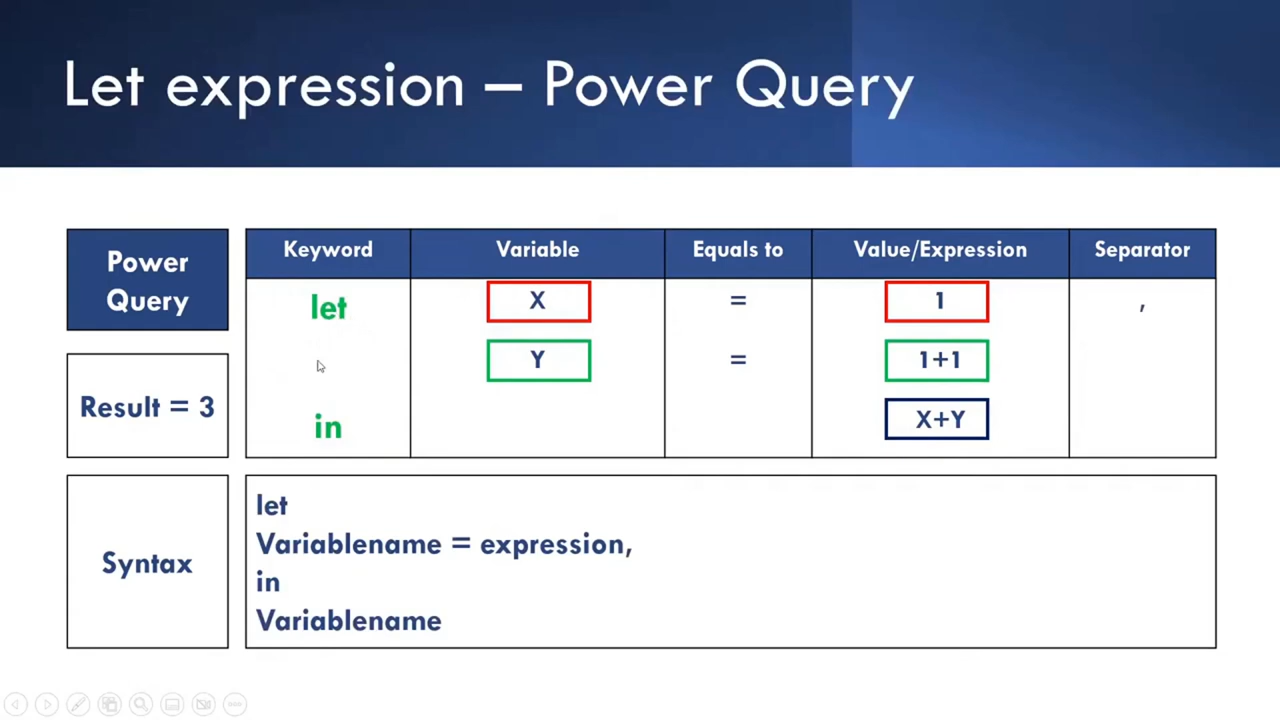 Let expression – Power Query
Power
Query
Keyword Variable Equals to Value/Expression Separator
let X = 1 ,
Y = 1+1
in X+Y
Result = 3
Syntax
let
Variablename = expression,
in
Variablename